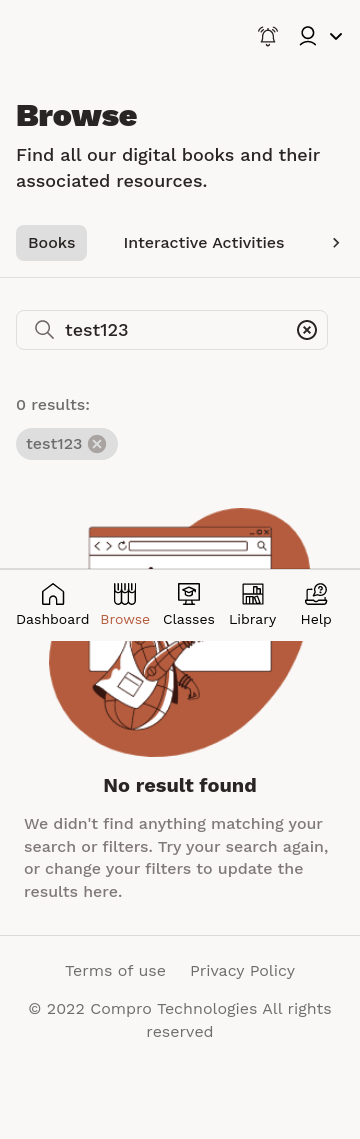 Browse
Find all our digital books and their
associated resources.
Books Interactive Activities
test123
0 results:
test123
Dashboard Browse Classes Library Help
No result found
We didn't find anything matching your
search or filters. Try your search again,
or change your filters to update the
results here.
Terms of use Privacy Policy
© 2022 Compro Technologies All rights
reserved